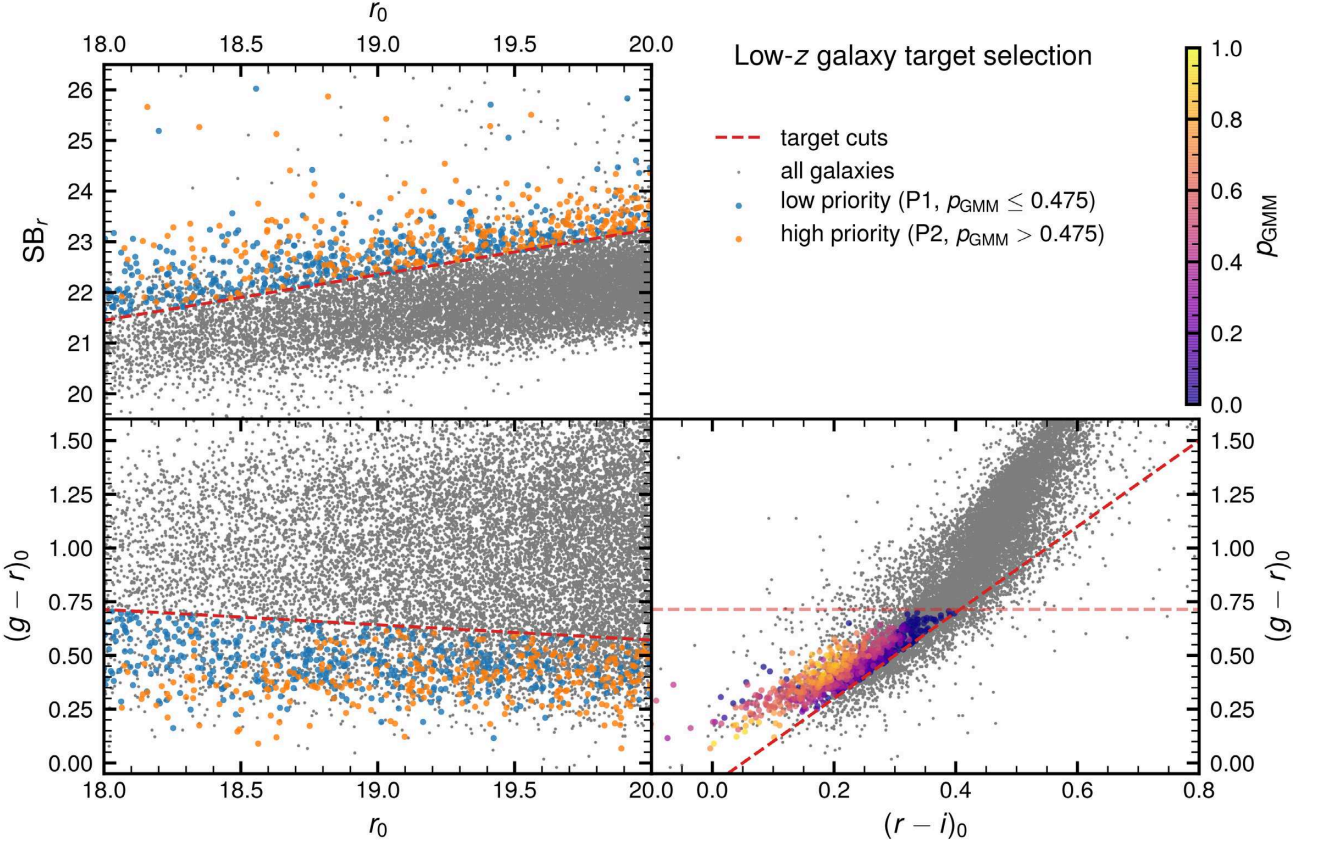 r₀
18.0 18.5 19.0 19.5 20.0
Low-z galaxy target selection
target cuts
all galaxies
low priority (P1, p_GMM ≤ 0.475)
high priority (P2, p_GMM > 0.475)
1.0
0.8
0.6
0.4
0.2
0.0
p_GMM
26
25
24
23
22
21
20
SB_r
1.50
1.25
1.00
0.75
0.50
0.25
0.00
(g − r)₀
18.0 18.5 19.0 19.5 20.0
r₀
0.0 0.2 0.4 0.6 0.8
(r − i)₀
1.50
1.25
1.00
0.75
0.50
0.25
0.00
(g − r)₀